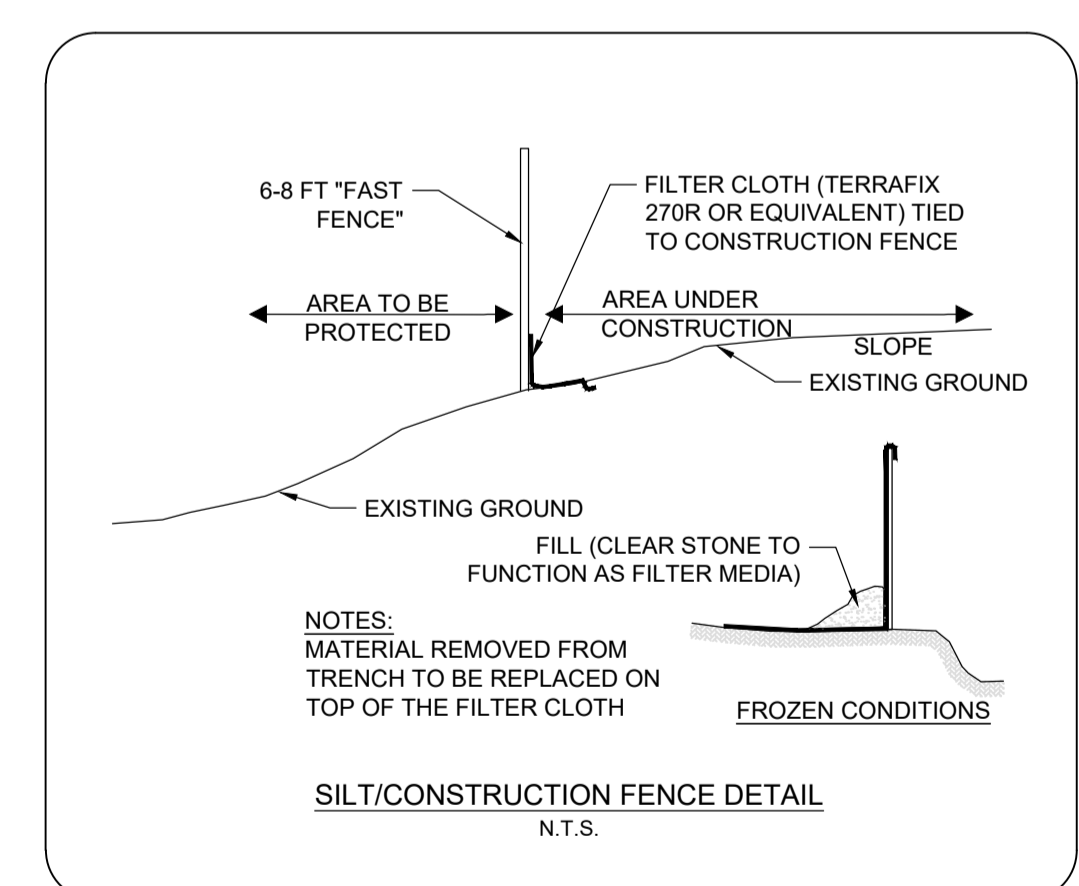 6-8 FT "FAST
FENCE"
FILTER CLOTH (TERRAFIX
270R OR EQUIVALENT) TIED
TO CONSTRUCTION FENCE
AREA TO BE
PROTECTED
AREA UNDER
CONSTRUCTION
SLOPE
EXISTING GROUND
EXISTING GROUND
FILL (CLEAR STONE TO
FUNCTION AS FILTER MEDIA)
NOTES:
MATERIAL REMOVED FROM
TRENCH TO BE REPLACED ON
TOP OF THE FILTER CLOTH
FROZEN CONDITIONS
SILT/CONSTRUCTION FENCE DETAIL
N.T.S.